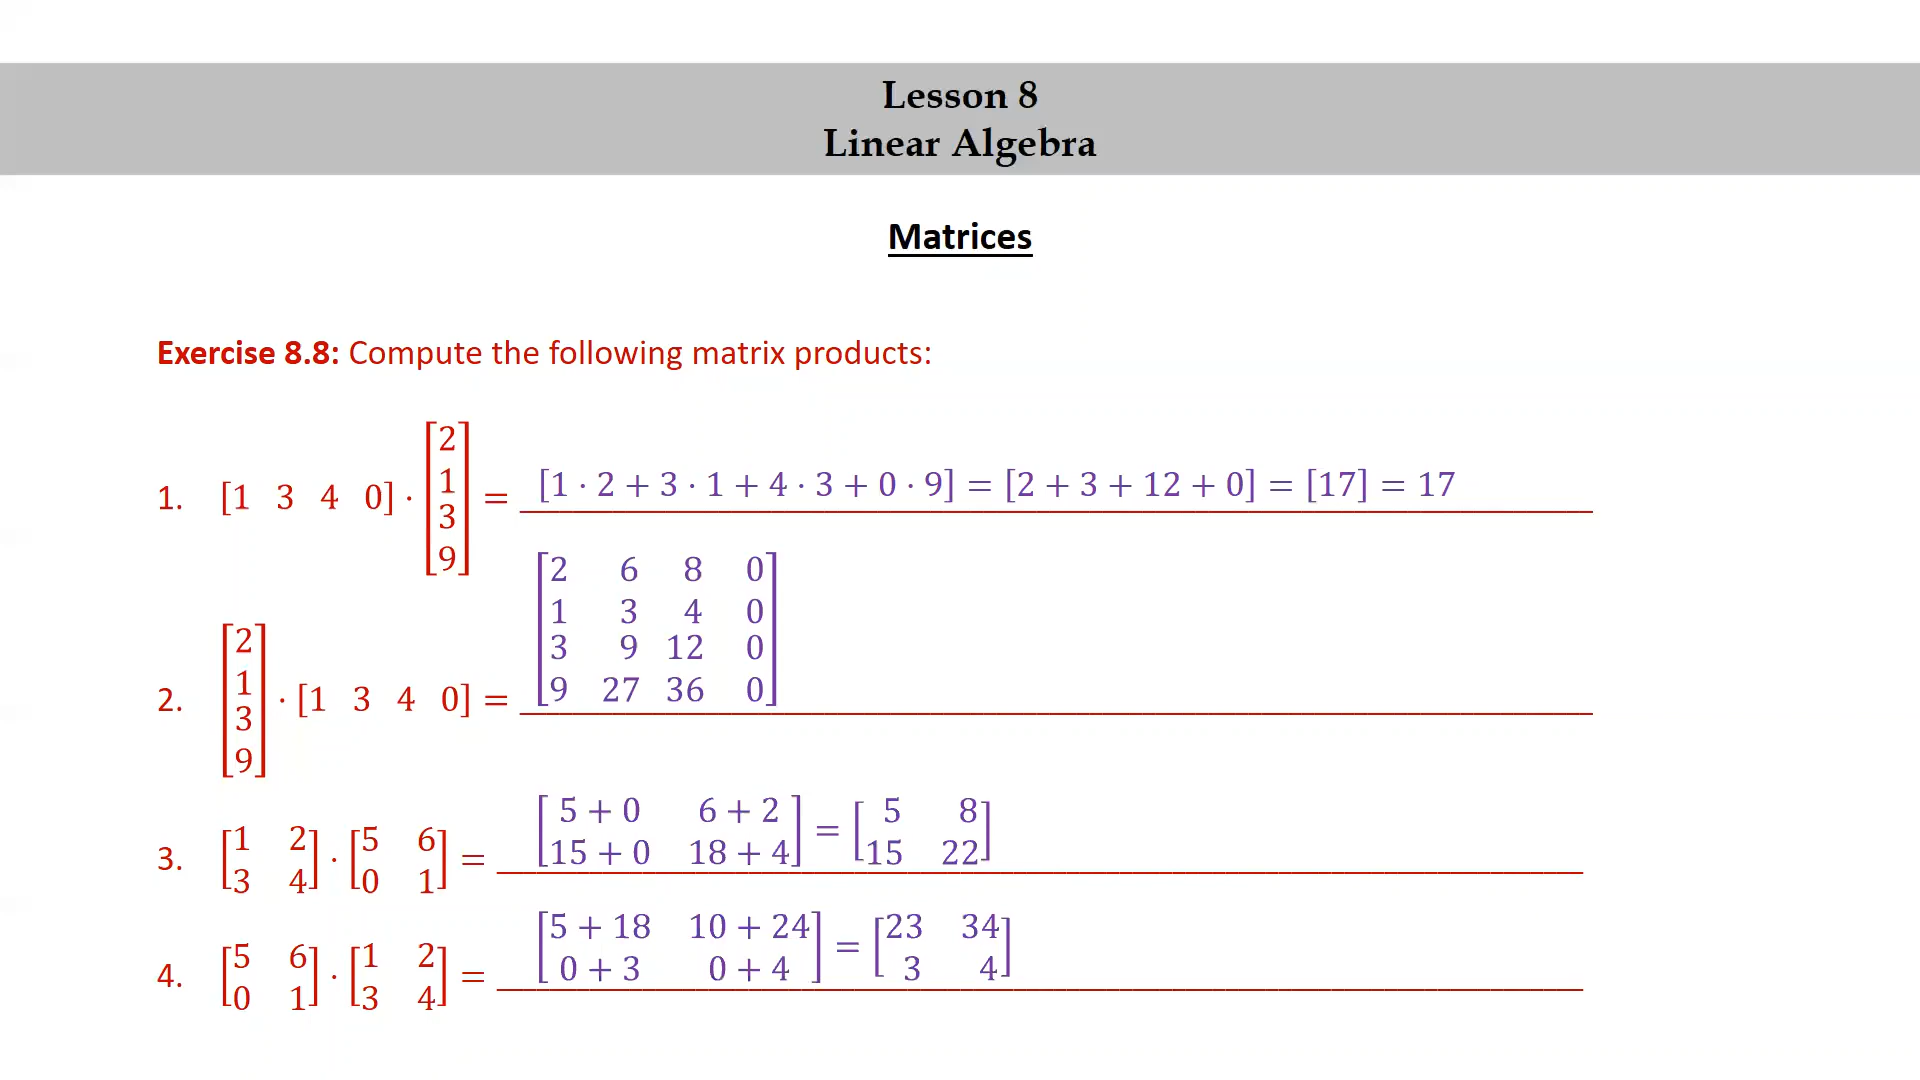 Lesson 8
Linear Algebra
Matrices
Exercise 8.8: Compute the following matrix products:
1. [1 3 4 0] · [2; 1; 3; 9] = [1 · 2 + 3 · 1 + 4 · 3 + 0 · 9] = [2 + 3 + 12 + 0] = [17] = 17
2. [2; 1; 3; 9] · [1 3 4 0] = [2 6 8 0; 1 3 4 0; 3 9 12 0; 9 27 36 0]
3. [1 2; 3 4] · [5 6; 0 1] = [5 + 0 6 + 2; 15 + 0 18 + 4] = [5 8; 15 22]
4. [5 6; 0 1] · [1 2; 3 4] = [5 + 18 10 + 24; 0 + 3 0 + 4] = [23 34; 3 4]